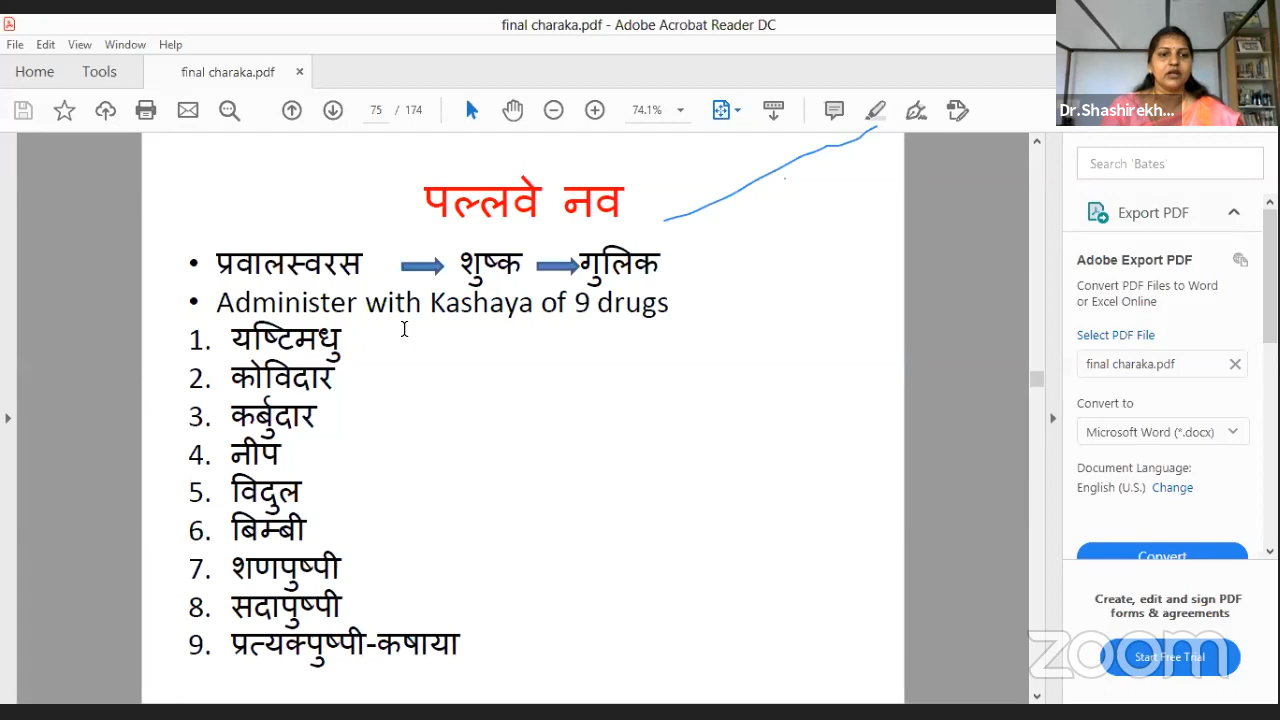 final charaka.pdf - Adobe Acrobat Reader DC
File Edit View Window Help
Home Tools final charaka.pdf ×
75 / 174 74.1%
Dr.Shashirekh...
Search 'Bates'
पल्लवे नव
Export PDF
• प्रवालस्वरस शुष्क गुलिक
Adobe Export PDF
Convert PDF Files to Word
or Excel Online
• Administer with Kashaya of 9 drugs
Select PDF File
1. यष्टिमधु
final charaka.pdf
2. कोविदार
Convert to
3. कर्बुदार
Microsoft Word (*.docx)
4. नीप
Document Language:
English (U.S.) Change
5. विदुल
6. बिम्बी
Convert
7. शणपुष्पी
8. सदापुष्पी
Create, edit and sign PDF
forms & agreements
9. प्रत्यक्पुष्पी-कषाया
Start Free Trial
zoom